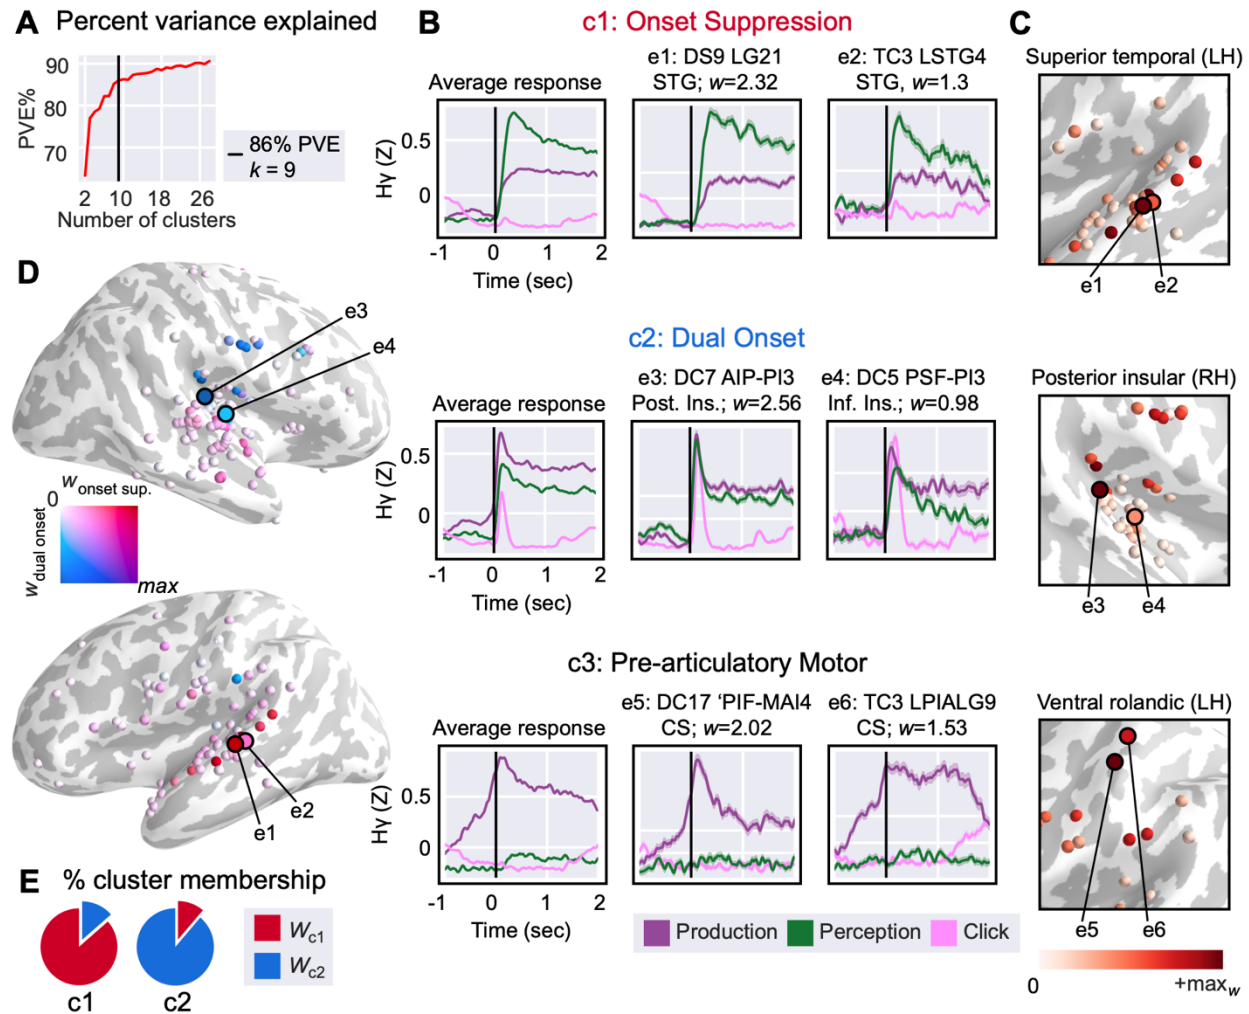 A Percent variance explained
PVE%
90
80
70
2 10 18 26
Number of clusters
86% PVE
k = 9
B c1: Onset Suppression
Average response
e1: DS9 LG21
STG; w=2.32
e2: TC3 LSTG4
STG, w=1.3
Hγ (Z)
0.5
0
-1 0 1 2
Time (sec)
c2: Dual Onset
Average response
e3: DC7 AIP-PI3
Post. Ins.; w=2.56
e4: DC5 PSF-PI3
Inf. Ins.; w=0.98
Hγ (Z)
0.5
0
-1 0 1 2
Time (sec)
c3: Pre-articulatory Motor
Average response
e5: DC17 ‘PIF-MAI4
CS; w=2.02
e6: TC3 LPIALG9
CS; w=1.53
Hγ (Z)
0.5
0
-1 0 1 2
Time (sec)
Production Perception Click
C
Superior temporal (LH)
e1 e2
Posterior insular (RH)
e3 e4
Ventral rolandic (LH)
e5 e6
0 +maxw
D
e3
e4
wonset sup.
0
wdual onset
max
e2
e1
E % cluster membership
c1 c2
Wc1
Wc2